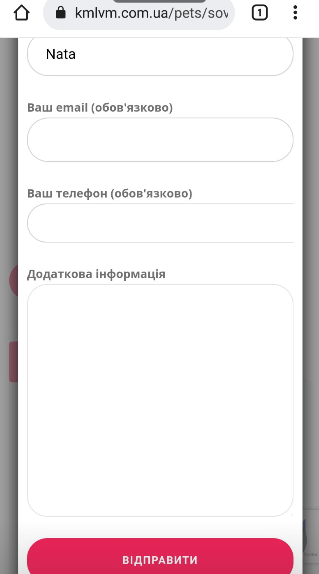 kmlvm.com.ua/pets/sov
1
Nata
Ваш email (обов'язково)
Ваш телефон (обов'язково)
Додаткова інформація
ВІДПРАВИТИ